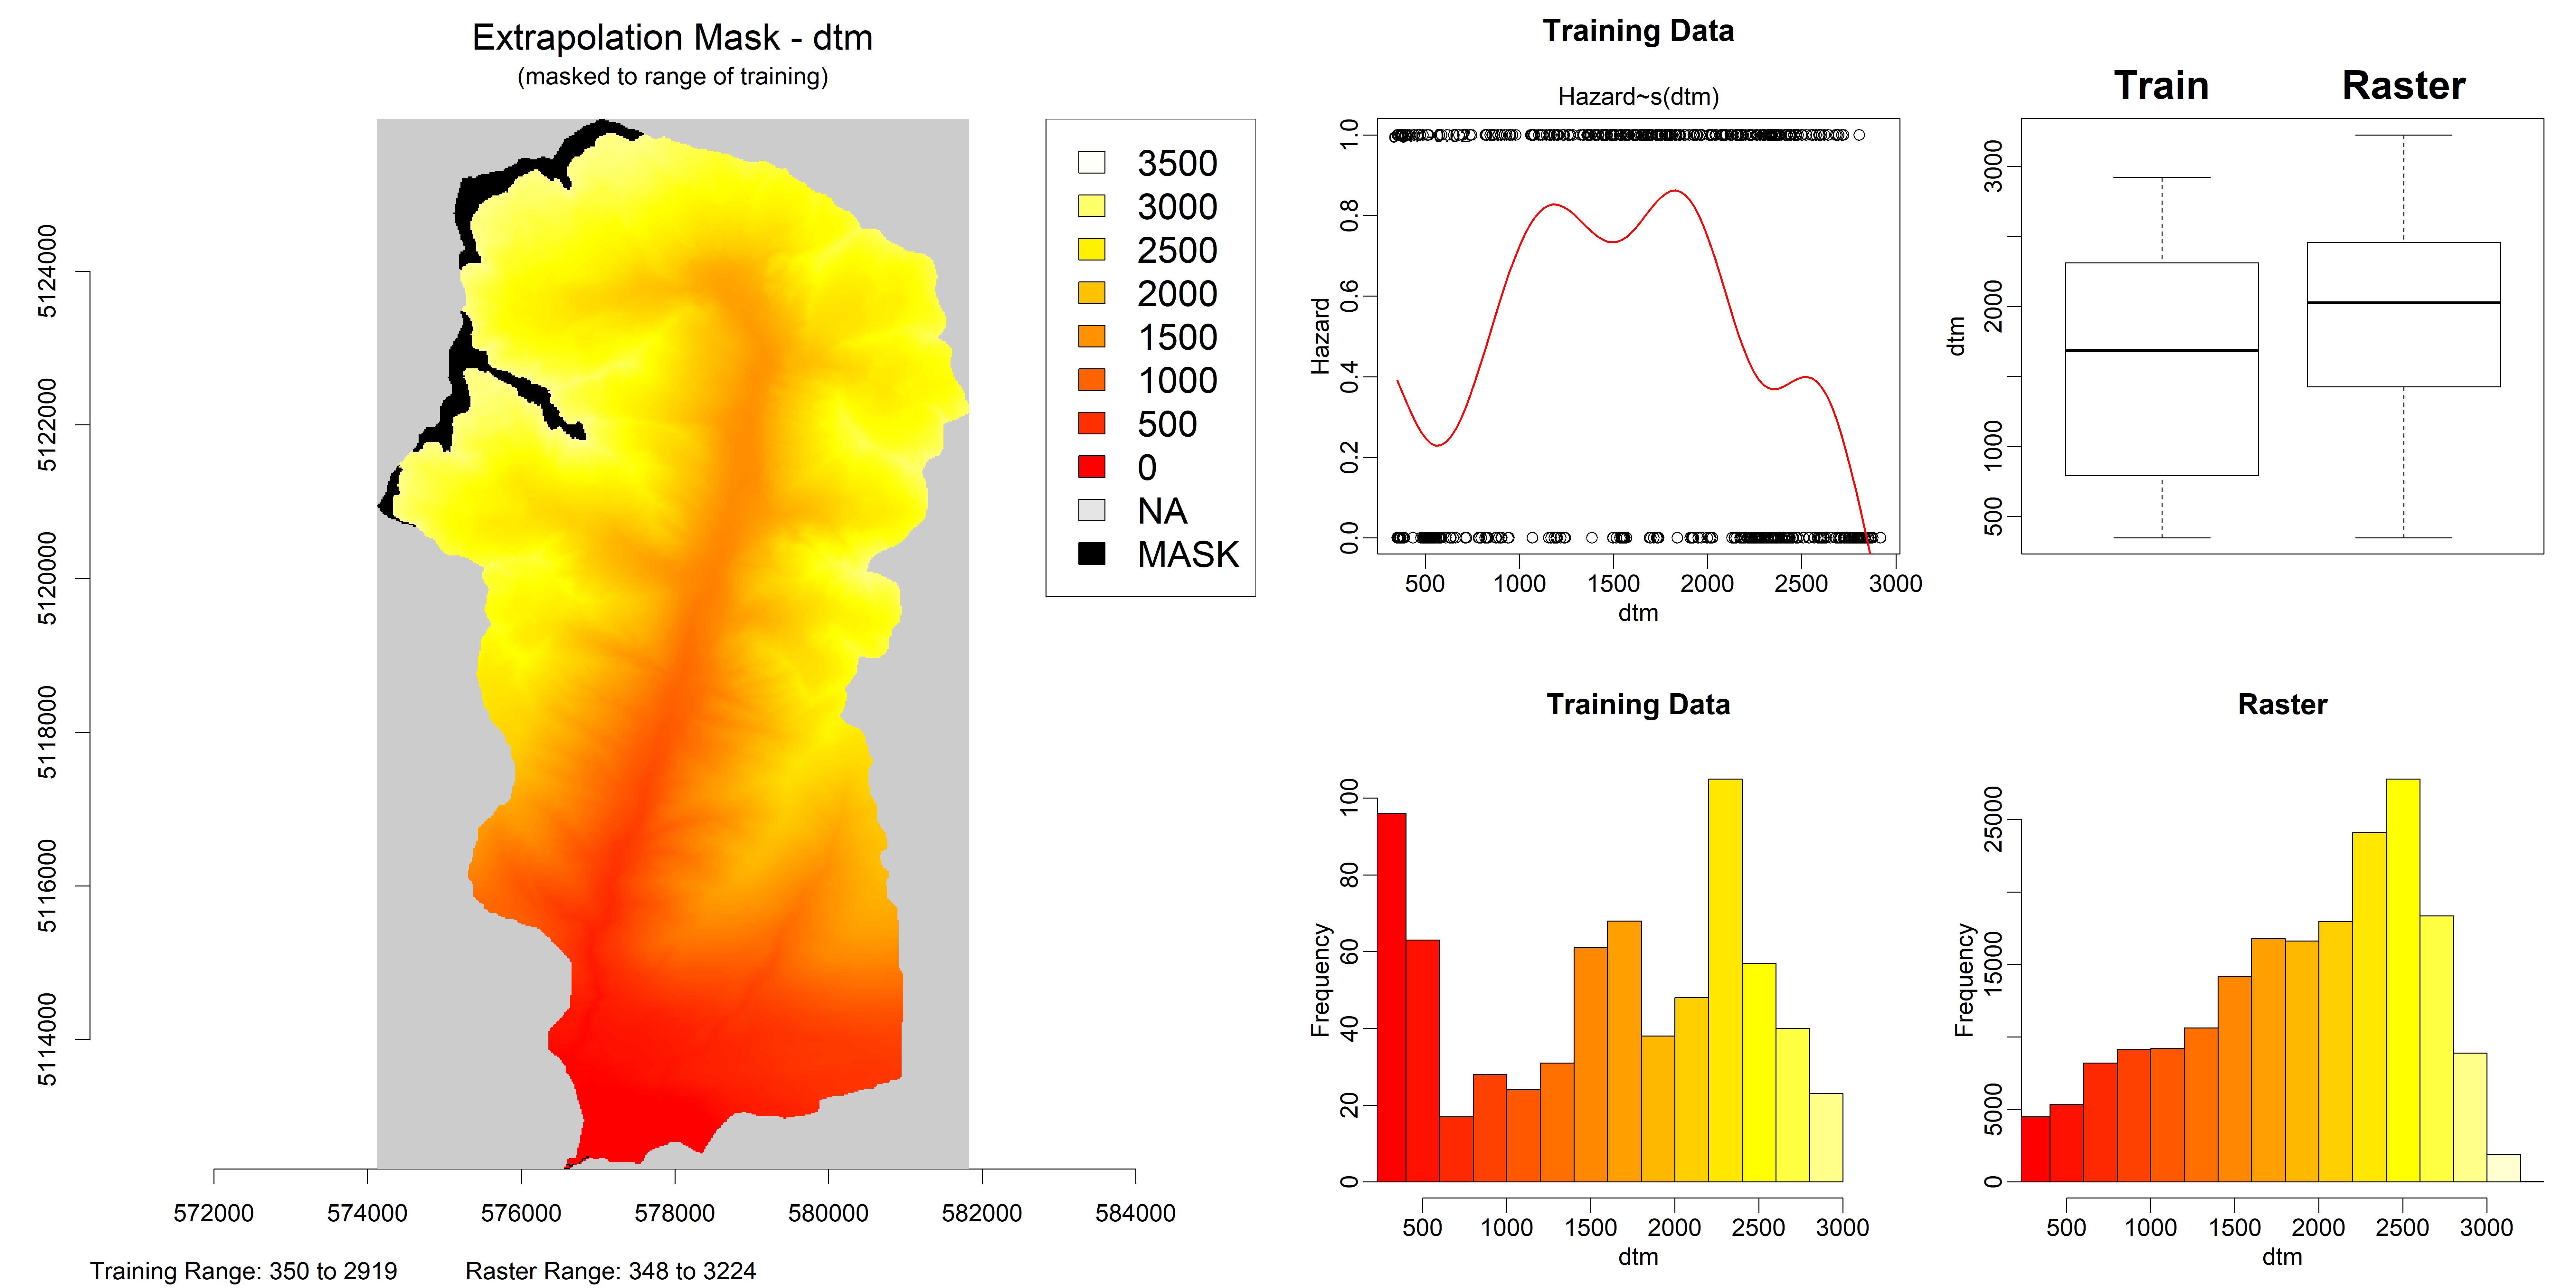 Extrapolation Mask - dtm
(masked to range of training)
5124000
5122000
5120000
5118000
5116000
5114000
572000 574000 576000 578000 580000 582000 584000
Training Range: 350 to 2919 Raster Range: 348 to 3224
3500
3000
2500
2000
1500
1000
500
0
NA
MASK
Training Data
Hazard~s(dtm)
Hazard
1.0
0.8
0.6
0.4
0.2
0.0
500 1000 1500 2000 2500 3000
dtm
Train Raster
dtm
3000
2000
1000
500
Training Data
Frequency
100
80
60
40
20
0
500 1000 1500 2000 2500 3000
dtm
Raster
Frequency
25000
15000
5000
0
500 1000 1500 2000 2500 3000
dtm